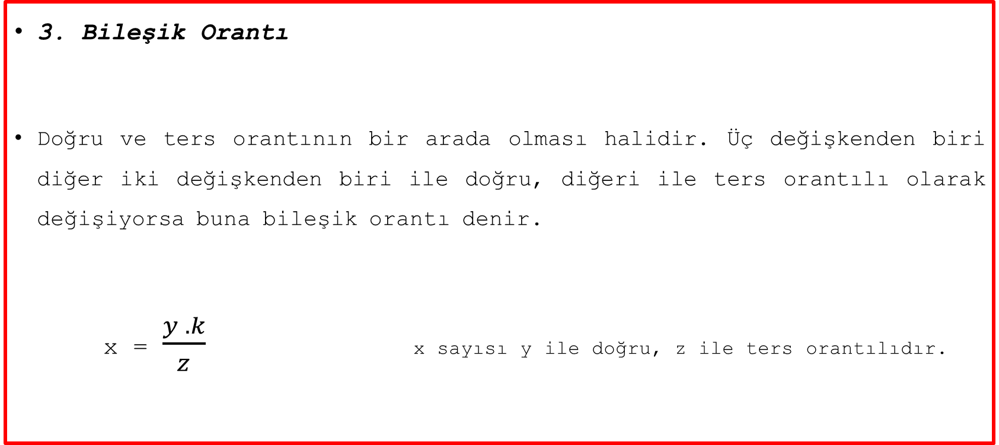 • 3. Bileşik Orantı
• Doğru ve ters orantının bir arada olması halidir. Üç değişkenden biri
diğer iki değişkenden biri ile doğru, diğeri ile ters orantılı olarak
değişiyorsa buna bileşik orantı denir.
x = y .k / z x sayısı y ile doğru, z ile ters orantılıdır.